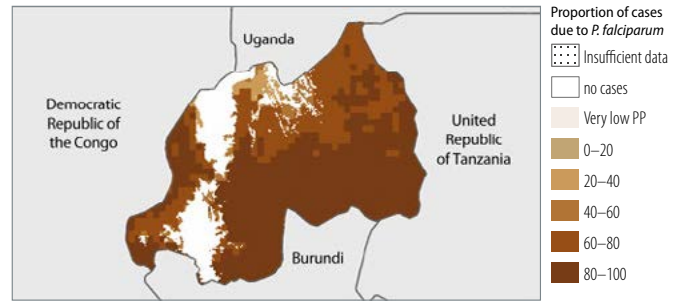 Uganda
Democratic
Republic of
the Congo
United
Republic
of Tanzania
Burundi
Proportion of cases
due to P. falciparum
Insufficient data
no cases
Very low PP
0–20
20–40
40–60
60–80
80–100